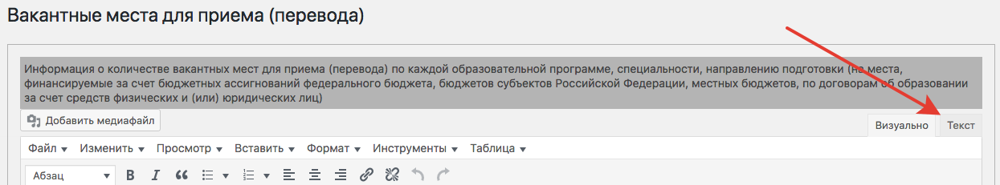 Вакантные места для приема (перевода)
Информация о количестве вакантных мест для приема (перевода) по каждой образовательной программе, специальности, направлению подготовки (на места,
финансируемые за счет бюджетных ассигнований федерального бюджета, бюджетов субъектов Российской Федерации, местных бюджетов, по договорам об образовании
за счет средств физических и (или) юридических лиц)
Добавить медиафайл
Визуально Текст
Файл Изменить Просмотр Вставить Формат Инструменты Таблица
Абзац B I